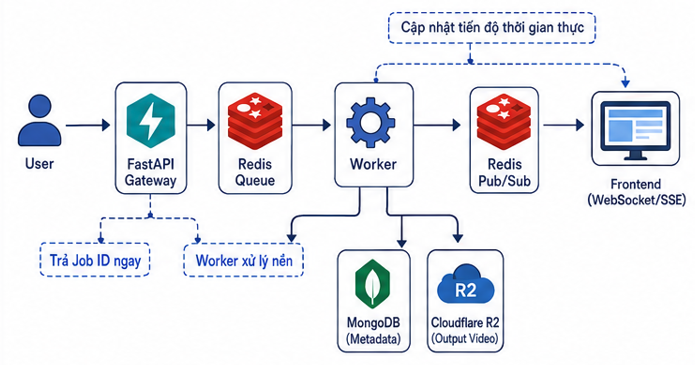 Cập nhật tiến độ thời gian thực
User
FastAPI
Gateway
Redis
Queue
Worker
Redis
Pub/Sub
Frontend
(WebSocket/SSE)
Trả Job ID ngay
Worker xử lý nền
MongoDB
(Metadata)
R2
Cloudflare R2
(Output Video)